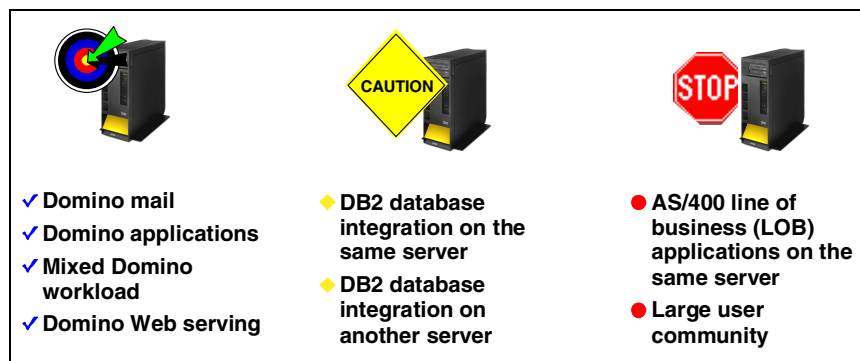 CAUTION
STOP
Domino mail
Domino applications
Mixed Domino
workload
Domino Web serving
DB2 database
integration on the
same server
DB2 database
integration on
another server
AS/400 line of
business (LOB)
applications on the
same server
Large user
community